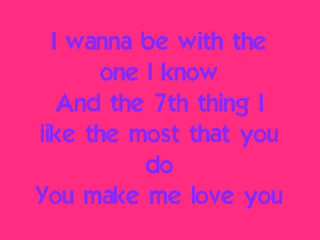 I wanna be with the
one I know
And the 7th thing I
like the most that you
do
You make me love you